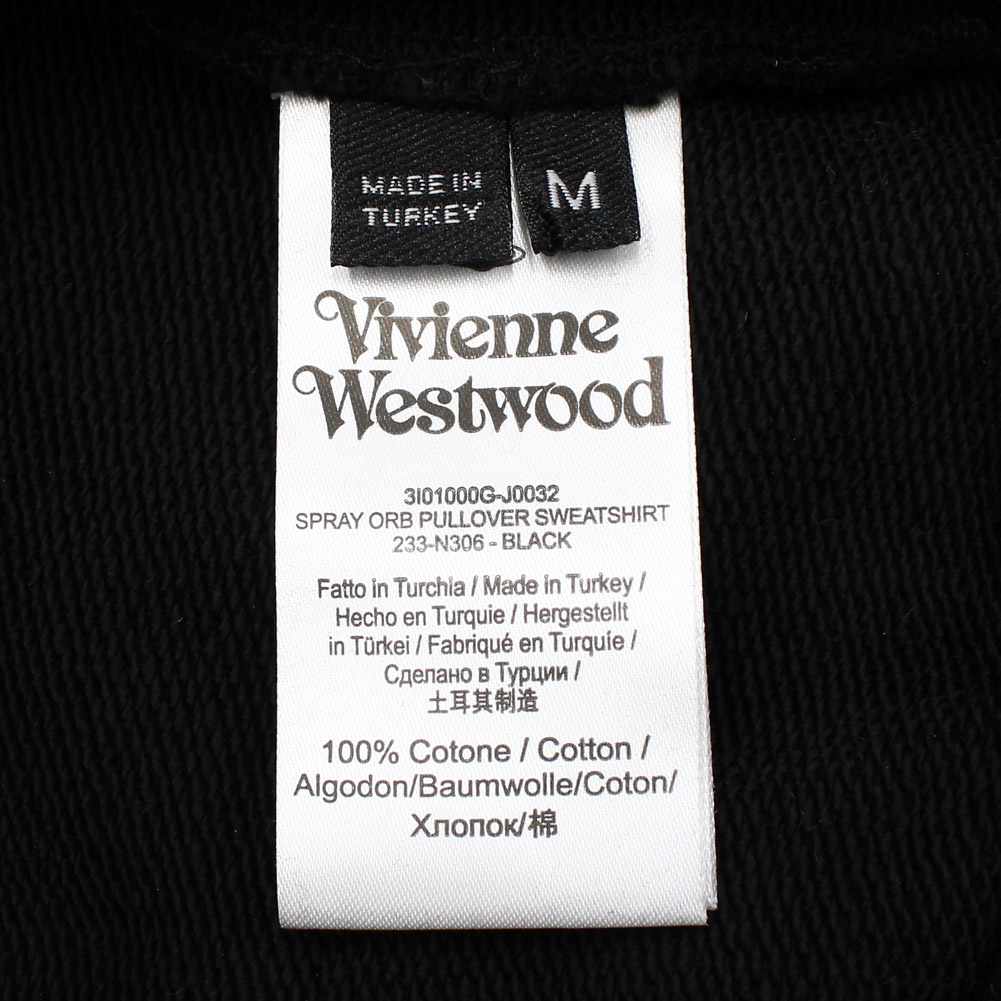 MADE IN
TURKEY
M
Vivienne
Westwood
3I01000G-J0032
SPRAY ORB PULLOVER SWEATSHIRT
233-N306 - BLACK
Fatto in Turchia / Made in Turkey /
Hecho en Turquie / Hergestellt
in Türkei / Fabriqué en Turquie /
Сделано в Турции /
土耳其制造
100% Cotone / Cotton /
Algodon/Baumwolle/Coton/
Хлопок/棉